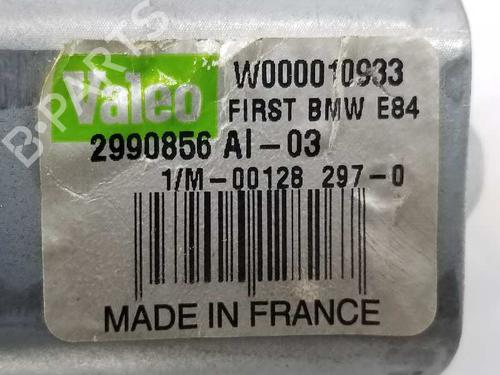 Valeo
W000010933
FIRST BMW E84
2990856 AI-03
1/M-00128 297-0
MADE IN FRANCE
B-PARTS